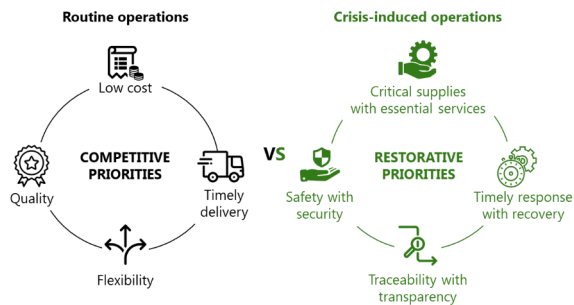 Routine operations
Low cost
Quality
COMPETITIVE
PRIORITIES
Timely
delivery
Flexibility
VS
Crisis-induced operations
Critical supplies
with essential services
Safety with
security
RESTORATIVE
PRIORITIES
Timely response
with recovery
Traceability with
transparency